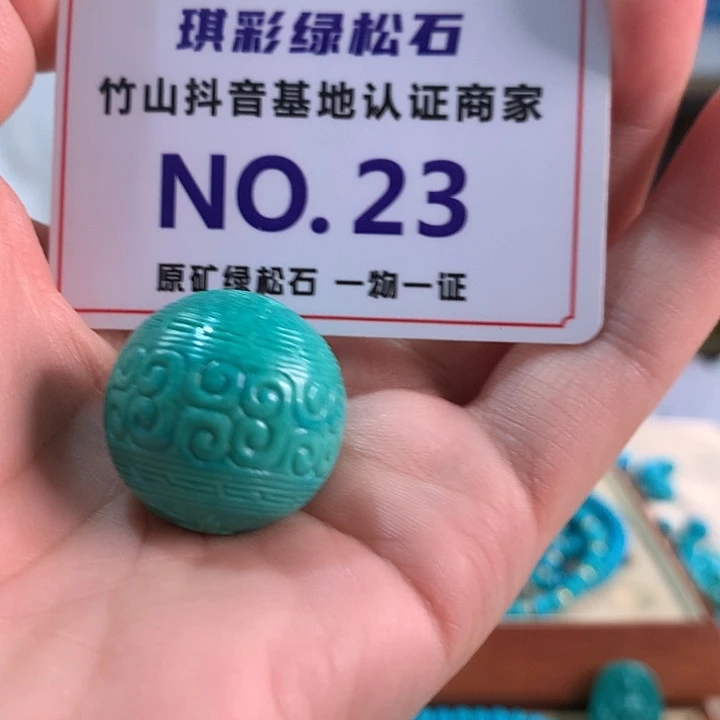 琪彩绿松石
竹山抖音基地认证商家
NO. 23
原矿绿松石 一物一证